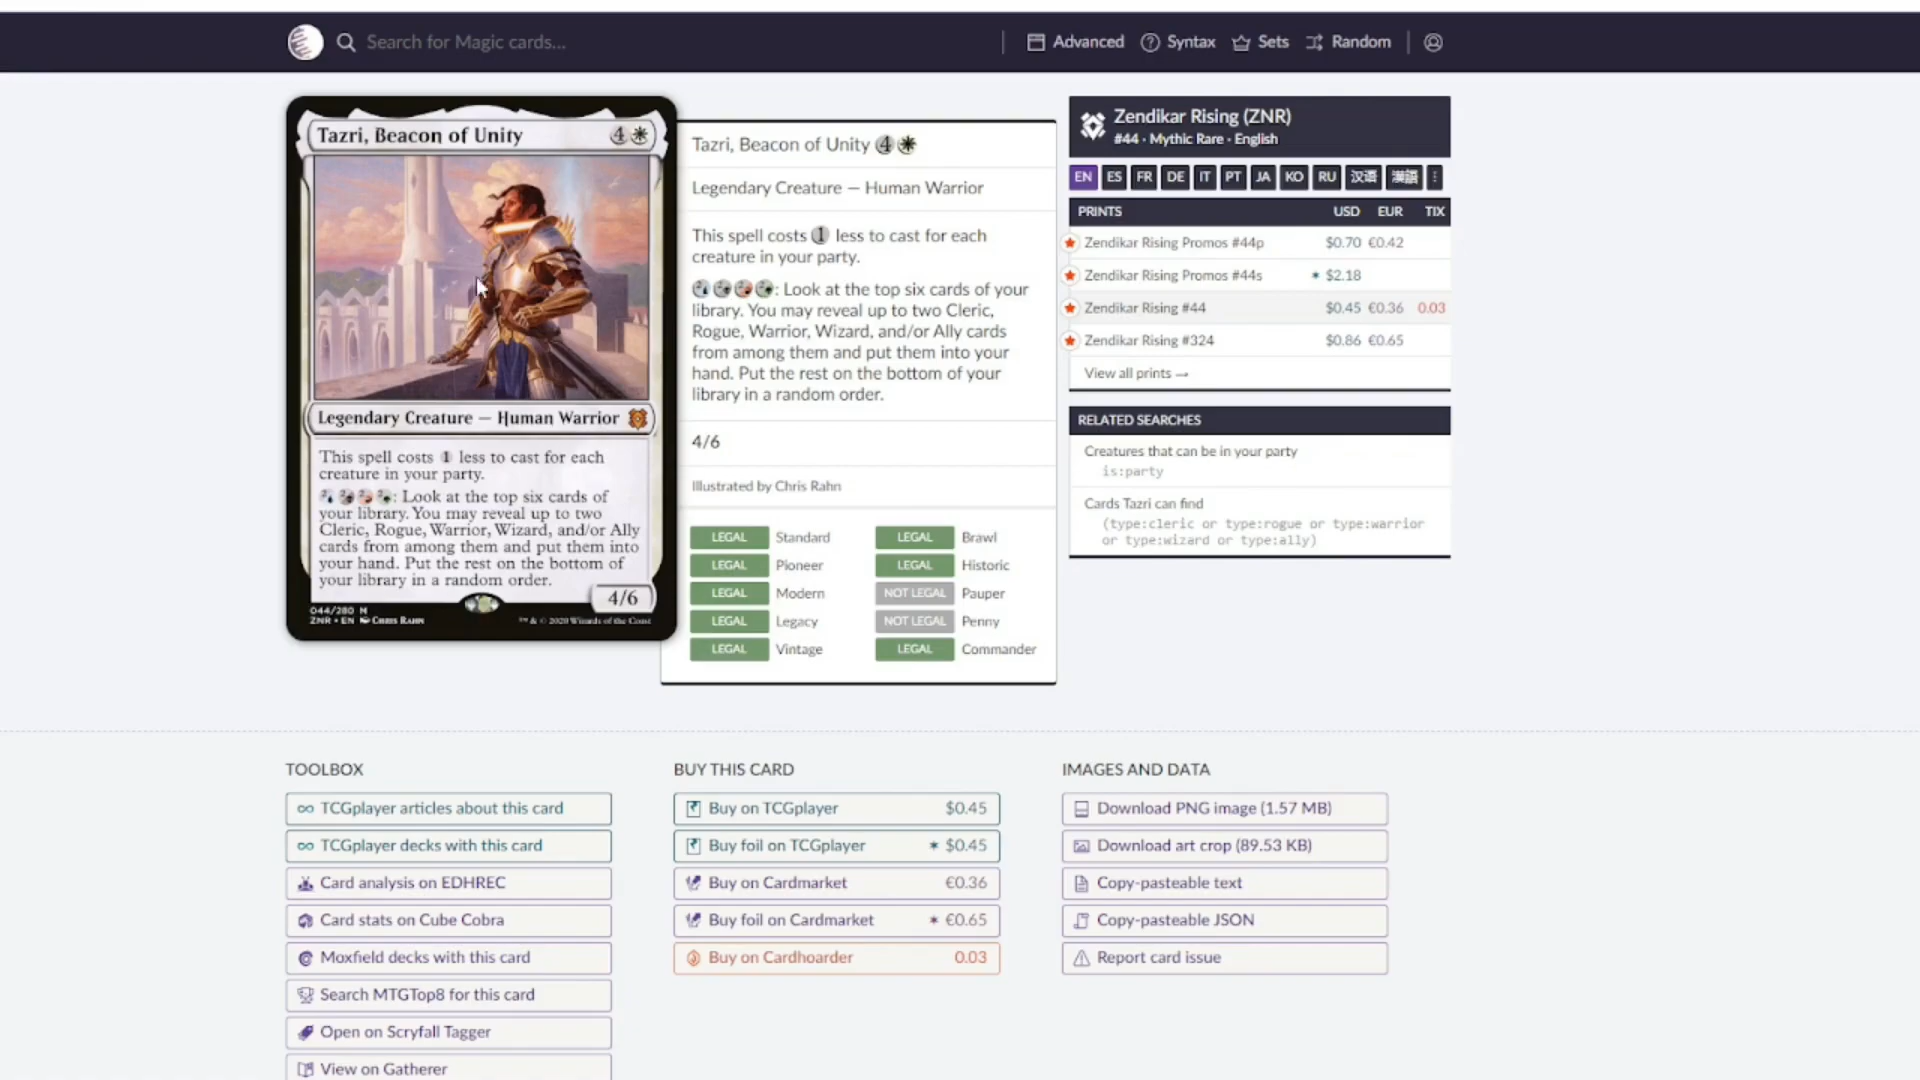 Search for Magic cards...
Advanced
Syntax
Sets
Random
Tazri, Beacon of Unity 4
Legendary Creature — Human Warrior
This spell costs 1 less to cast for each
creature in your party.
: Look at the top six cards of
your library. You may reveal up to two
Cleric, Rogue, Warrior, Wizard, and/or Ally
cards from among them and put them into
your hand. Put the rest on the bottom of
your library in a random order.
4/6
044/280 M
ZNR • EN Chris Rahn
™ & © 2020 Wizards of the Coast
Tazri, Beacon of Unity 4
Legendary Creature — Human Warrior
This spell costs 1 less to cast for each
creature in your party.
: Look at the top six cards of your
library. You may reveal up to two Cleric,
Rogue, Warrior, Wizard, and/or Ally cards
from among them and put them into your
hand. Put the rest on the bottom of your
library in a random order.
4/6
Illustrated by Chris Rahn
LEGAL Standard LEGAL Brawl
LEGAL Pioneer LEGAL Historic
LEGAL Modern NOT LEGAL Pauper
LEGAL Legacy NOT LEGAL Penny
LEGAL Vintage LEGAL Commander
Zendikar Rising (ZNR)
#44 · Mythic Rare · English
EN ES FR DE IT PT JA KO RU 汉语 漢語
PRINTS USD EUR TIX
Zendikar Rising Promos #44p $0.70 €0.42
Zendikar Rising Promos #44s $2.18
Zendikar Rising #44 $0.45 €0.36 0.03
Zendikar Rising #324 $0.86 €0.65
View all prints →
RELATED SEARCHES
Creatures that can be in your party
is:party
Cards Tazri can find
(type:cleric or type:rogue or type:warrior
or type:wizard or type:ally)
TOOLBOX
TCGplayer articles about this card
TCGplayer decks with this card
Card analysis on EDHREC
Card stats on Cube Cobra
Moxfield decks with this card
Search MTGTop8 for this card
Open on Scryfall Tagger
View on Gatherer
BUY THIS CARD
Buy on TCGplayer $0.45
Buy foil on TCGplayer $0.45
Buy on Cardmarket €0.36
Buy foil on Cardmarket €0.65
Buy on Cardhoarder 0.03
IMAGES AND DATA
Download PNG image (1.57 MB)
Download art crop (89.53 KB)
Copy-pasteable text
Copy-pasteable JSON
Report card issue